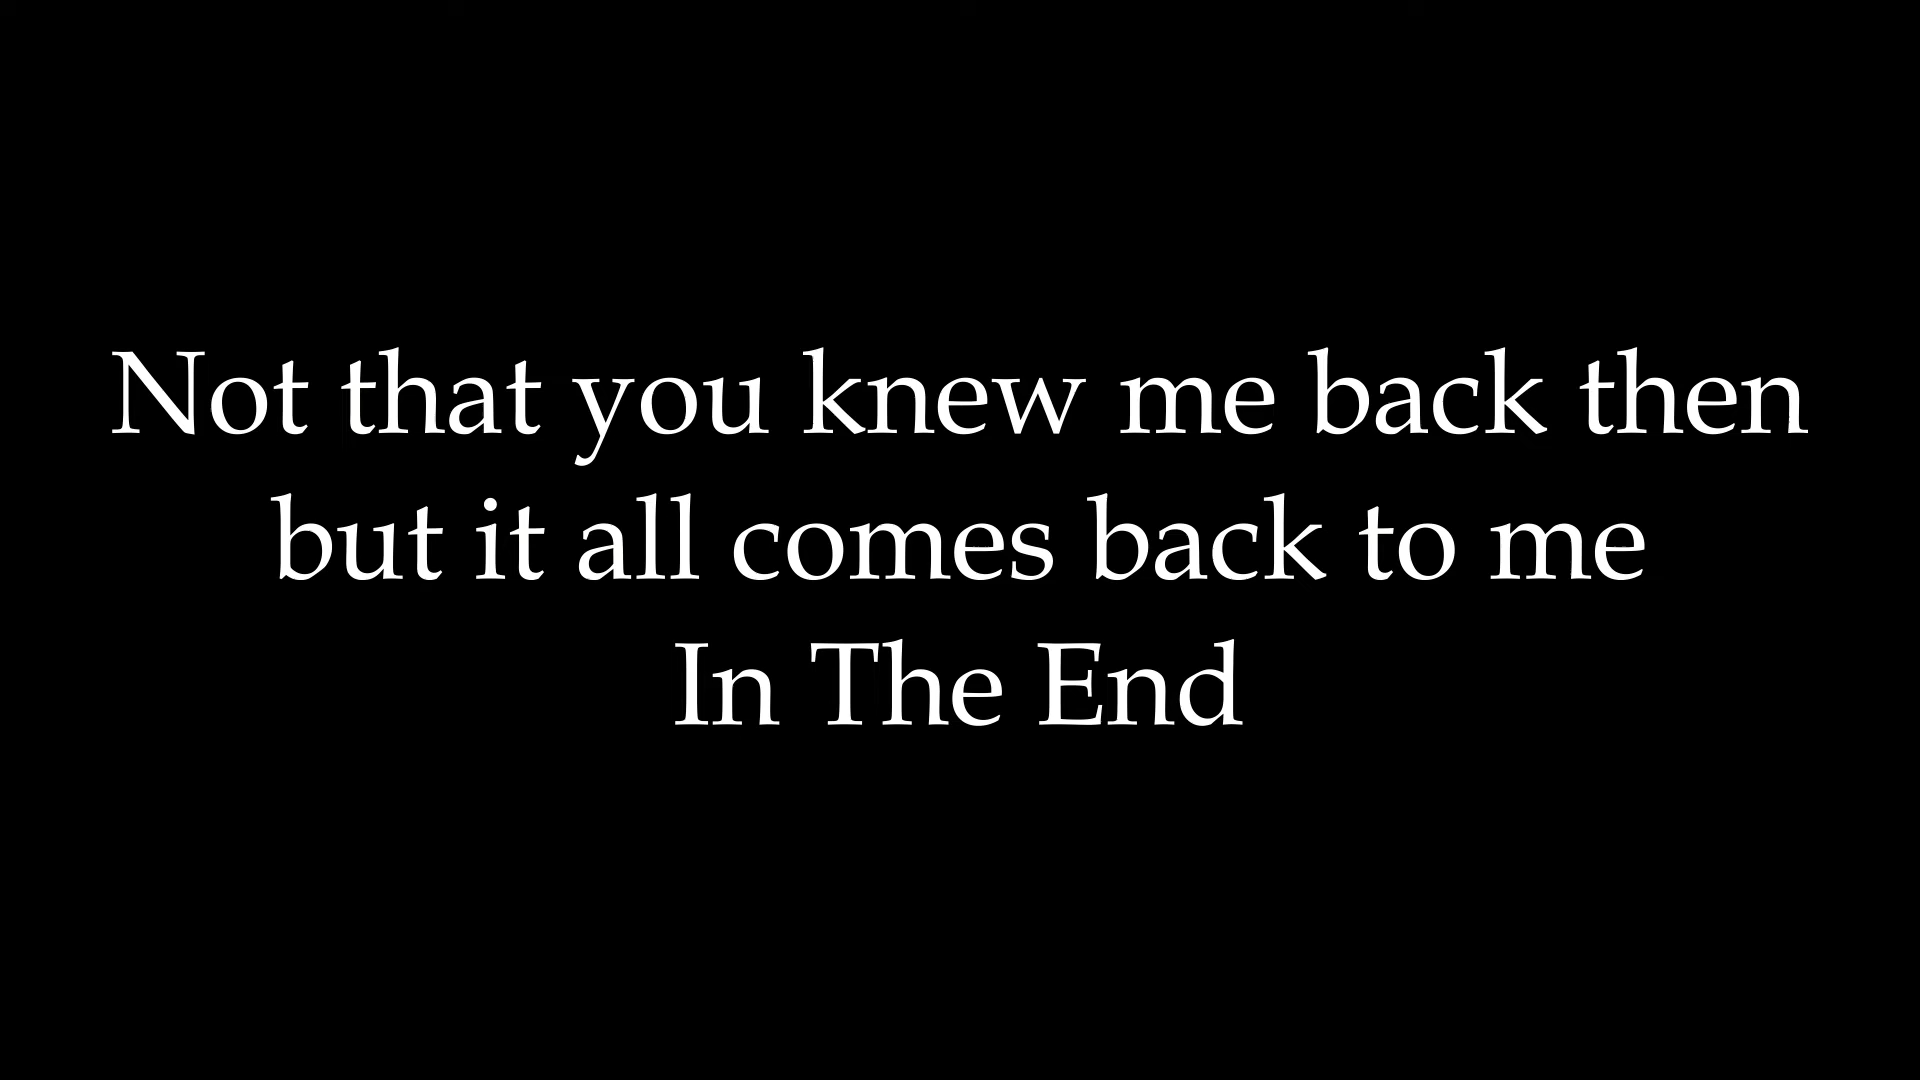 Not that you knew me back then
but it all comes back to me
In The End